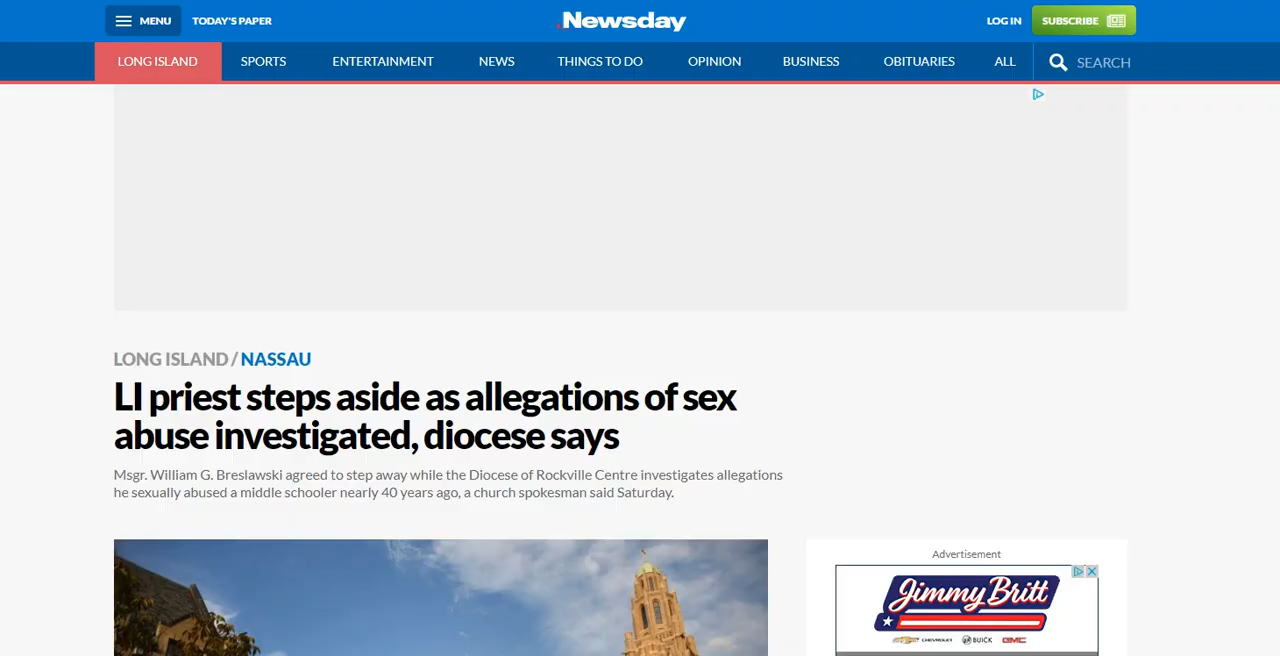 MENU
TODAY'S PAPER
Newsday
LOG IN
SUBSCRIBE
LONG ISLAND
SPORTS
ENTERTAINMENT
NEWS
THINGS TO DO
OPINION
BUSINESS
OBITUARIES
ALL
SEARCH
LONG ISLAND / NASSAU
LI priest steps aside as allegations of sex
abuse investigated, diocese says
Msgr. William G. Breslawski agreed to step away while the Diocese of Rockville Centre investigates allegations
he sexually abused a middle schooler nearly 40 years ago, a church spokesman said Saturday.
Advertisement
Jimmy Britt
CHEVROLET BUICK GMC